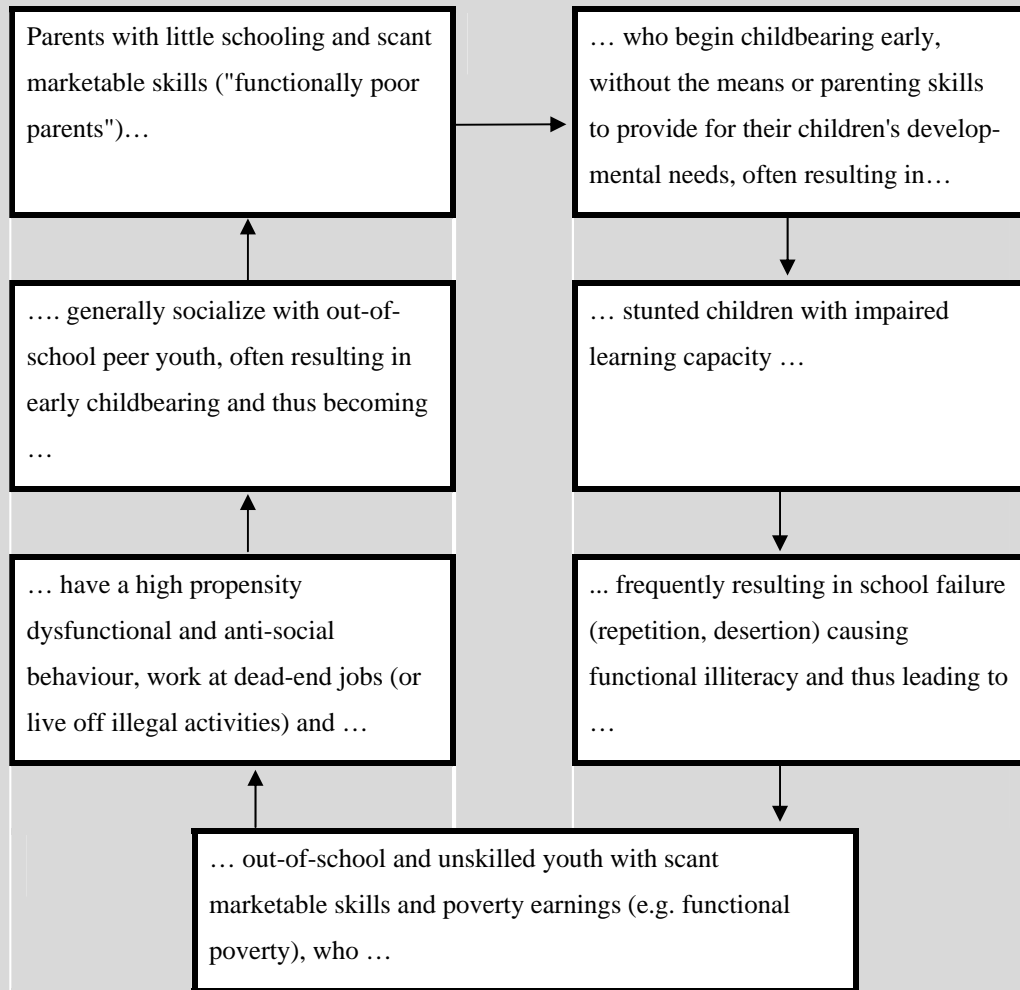 Parents with little schooling and scant
marketable skills ("functionally poor
parents")…
… who begin childbearing early,
without the means or parenting skills
to provide for their children's develop-
mental needs, often resulting in…
… stunted children with impaired
learning capacity …
... frequently resulting in school failure
(repetition, desertion) causing
functional illiteracy and thus leading to
…
… out-of-school and unskilled youth with scant
marketable skills and poverty earnings (e.g. functional
poverty), who …
… have a high propensity
dysfunctional and anti-social
behaviour, work at dead-end jobs (or
live off illegal activities) and …
…. generally socialize with out-of-
school peer youth, often resulting in
early childbearing and thus becoming
…